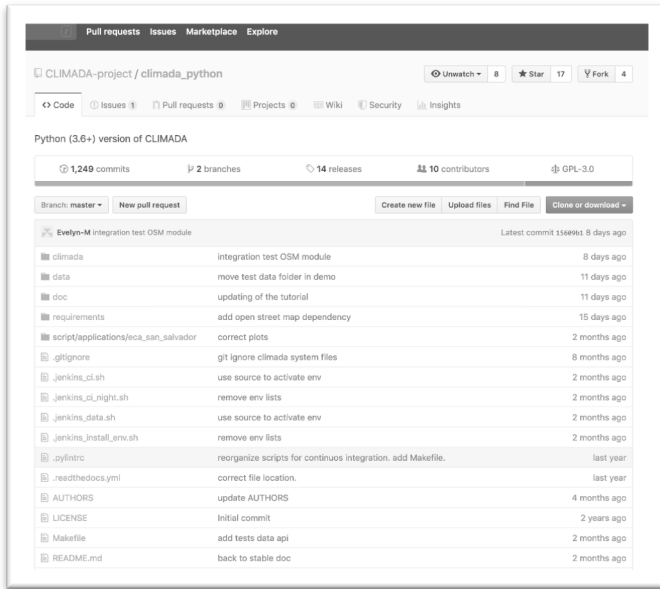 Pull requests Issues Marketplace Explore
CLIMADA-project / climada_python
Unwatch 8 Star 17 Fork 4
Code Issues 1 Pull requests 0 Projects 0 Wiki Security Insights
Python (3.6+) version of CLIMADA
1,249 commits 2 branches 14 releases 10 contributors GPL-3.0
Branch: master New pull request Create new file Upload files Find File Clone or download
Evelyn-M integration test OSM module Latest commit 15609b1 8 days ago
climada integration test OSM module 8 days ago
data move test data folder in demo 11 days ago
doc updating of the tutorial 11 days ago
requirements add open street map dependency 15 days ago
script/applications/eca_san_salvador correct plots 2 months ago
.gitignore git ignore climada system files 8 months ago
.jenkins_ci.sh use source to activate env 2 months ago
.jenkins_ci_night.sh remove env lists 2 months ago
.jenkins_data.sh use source to activate env 2 months ago
.jenkins_install_env.sh remove env lists 2 months ago
.pylintrc reorganize scripts for continuos integration. add Makefile. last year
.readthedocs.yml correct file location. last year
AUTHORS update AUTHORS 4 months ago
LICENSE Initial commit 2 years ago
Makefile add tests data api 2 months ago
README.md back to stable doc 2 months ago